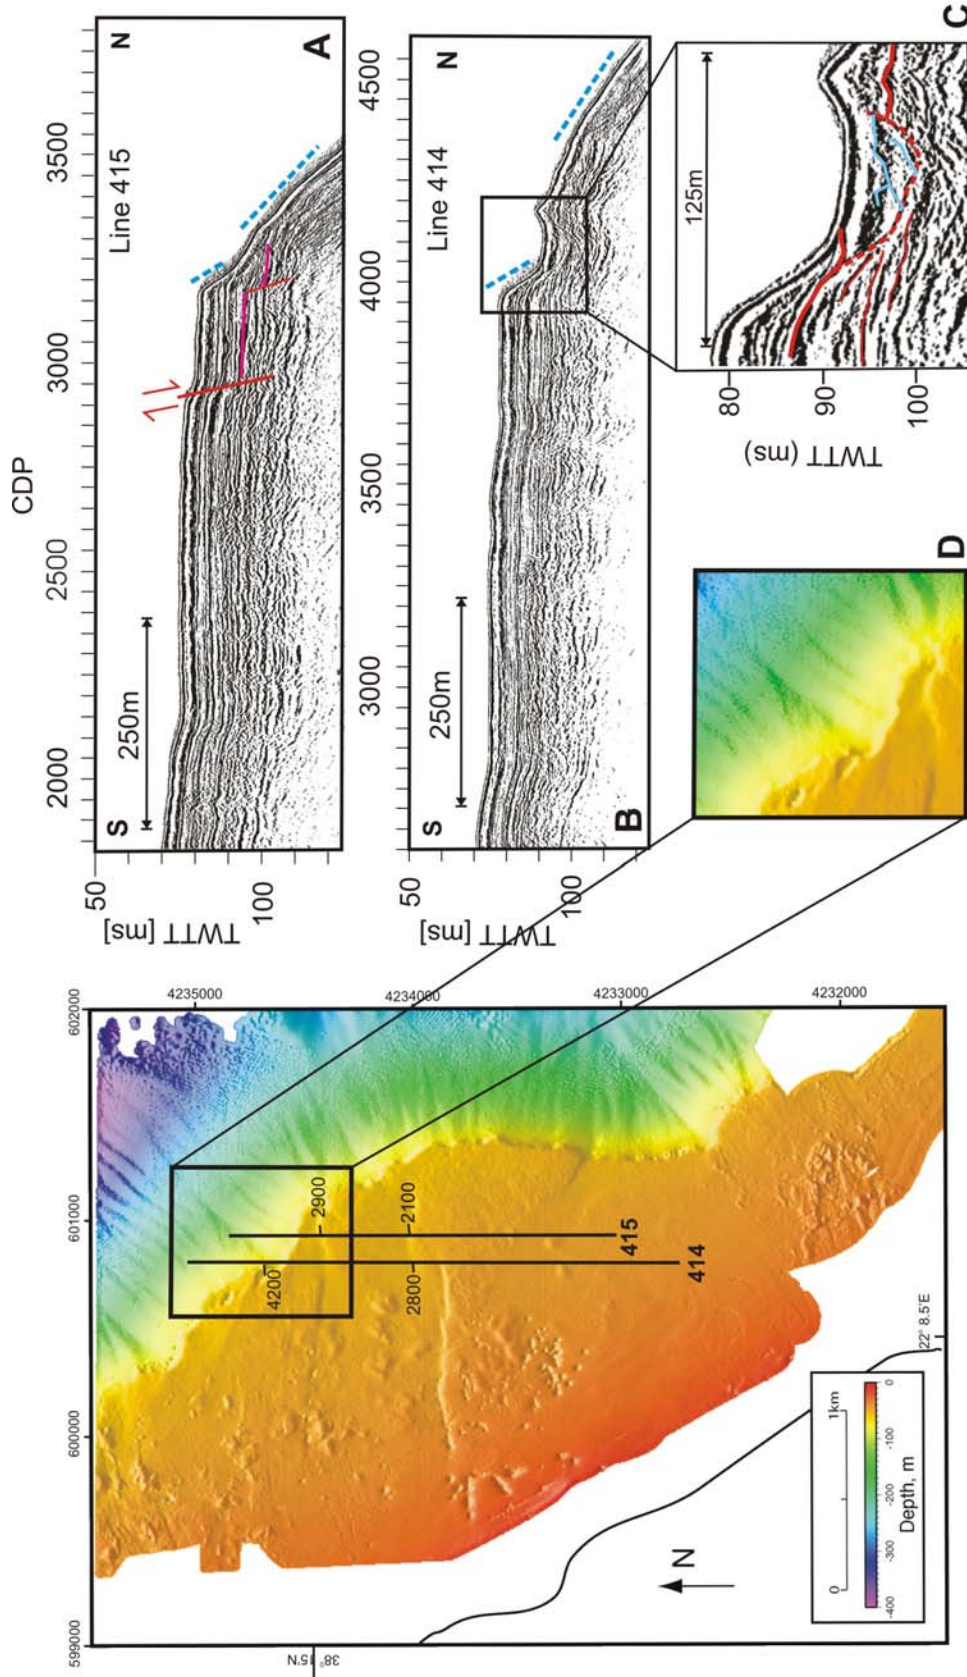 CDP
2000
2500
3000
3500
50
100
TWTT [ms]
S
N
Line 415
250m
A
3000
3500
4000
4500
50
100
TWTT [ms]
S
N
Line 414
250m
B
125m
80
90
100
TWTT (ms)
C
D
599000
600000
601000
602000
4235000
4234000
4233000
4232000
38° 15'N
22° 8.5'E
4200
2900
2800
2100
414
415
N
0
1km
0
-100
-200
-300
-400
Depth, m